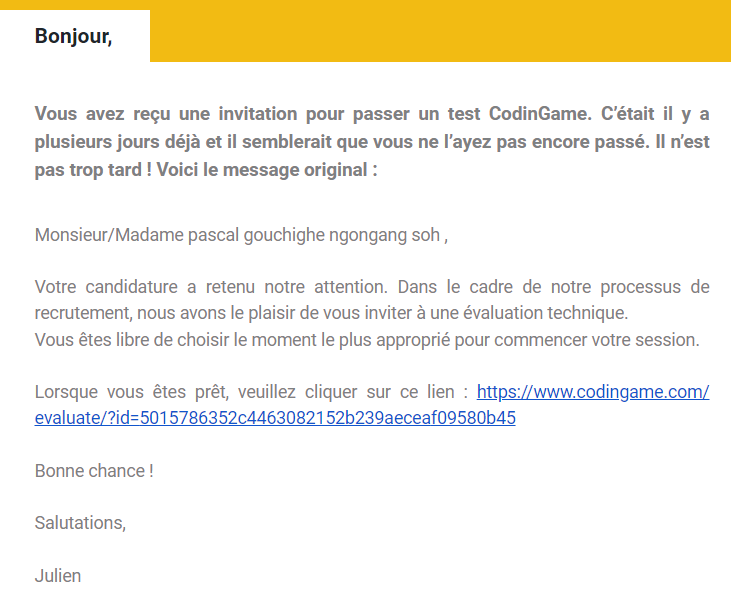 Bonjour,
Vous avez reçu une invitation pour passer un test CodinGame. C’était il y a
plusieurs jours déjà et il semblerait que vous ne l’ayez pas encore passé. Il n’est
pas trop tard ! Voici le message original :
Monsieur/Madame pascal gouchighe ngongang soh ,
Votre candidature a retenu notre attention. Dans le cadre de notre processus de
recrutement, nous avons le plaisir de vous inviter à une évaluation technique.
Vous êtes libre de choisir le moment le plus approprié pour commencer votre session.
Lorsque vous êtes prêt, veuillez cliquer sur ce lien : https://www.codingame.com/
evaluate/?id=5015786352c4463082152b239aeceaf09580b45
Bonne chance !
Salutations,
Julien